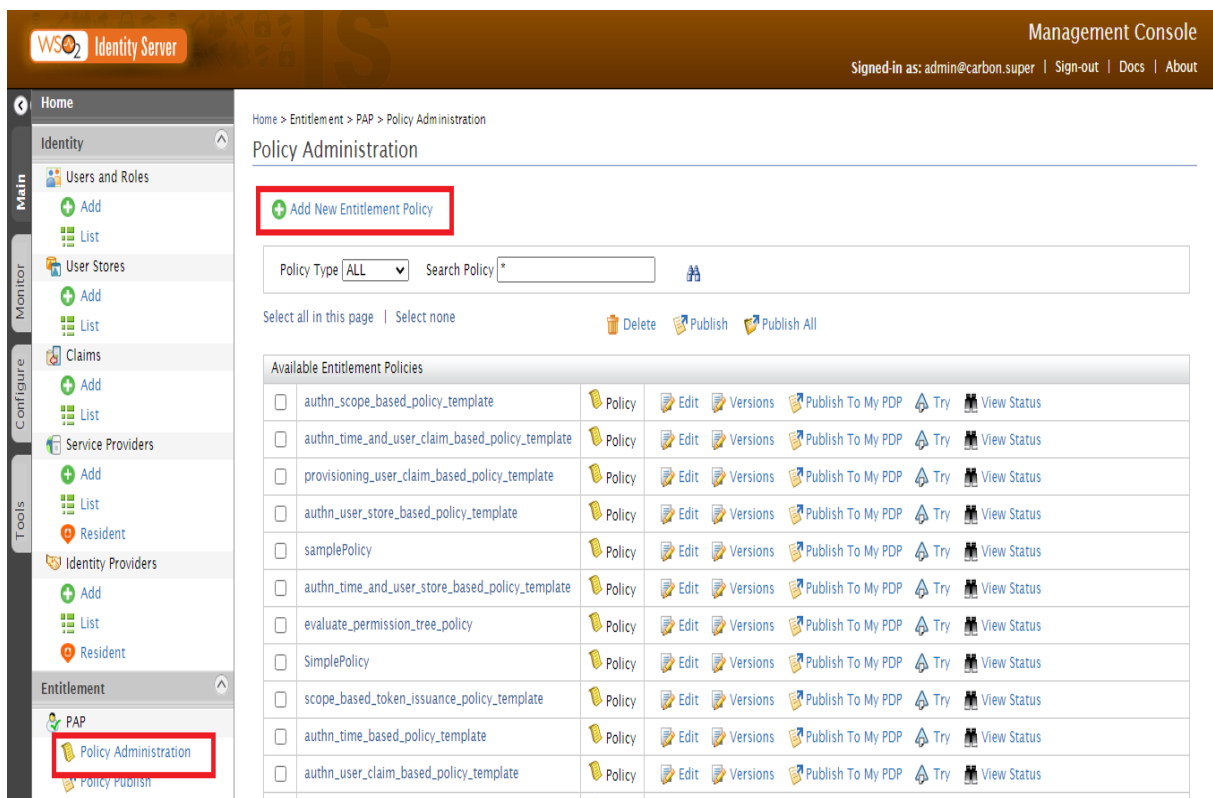 WSO2 Identity Server
Management Console
Signed-in as: admin@carbon.super | Sign-out | Docs | About
Main
Monitor
Configure
Tools
Home
Identity
Users and Roles
Add
List
User Stores
Add
List
Claims
Add
List
Service Providers
Add
List
Resident
Identity Providers
Add
List
Resident
Entitlement
PAP
Policy Administration
Policy Publish
Home > Entitlement > PAP > Policy Administration
Policy Administration
Add New Entitlement Policy
Policy Type ALL Search Policy *
Select all in this page | Select none Delete Publish Publish All
Available Entitlement Policies
authn_scope_based_policy_template Policy Edit Versions Publish To My PDP Try View Status
authn_time_and_user_claim_based_policy_template Policy Edit Versions Publish To My PDP Try View Status
provisioning_user_claim_based_policy_template Policy Edit Versions Publish To My PDP Try View Status
authn_user_store_based_policy_template Policy Edit Versions Publish To My PDP Try View Status
samplePolicy Policy Edit Versions Publish To My PDP Try View Status
authn_time_and_user_store_based_policy_template Policy Edit Versions Publish To My PDP Try View Status
evaluate_permission_tree_policy Policy Edit Versions Publish To My PDP Try View Status
SimplePolicy Policy Edit Versions Publish To My PDP Try View Status
scope_based_token_issuance_policy_template Policy Edit Versions Publish To My PDP Try View Status
authn_time_based_policy_template Policy Edit Versions Publish To My PDP Try View Status
authn_user_claim_based_policy_template Policy Edit Versions Publish To My PDP Try View Status